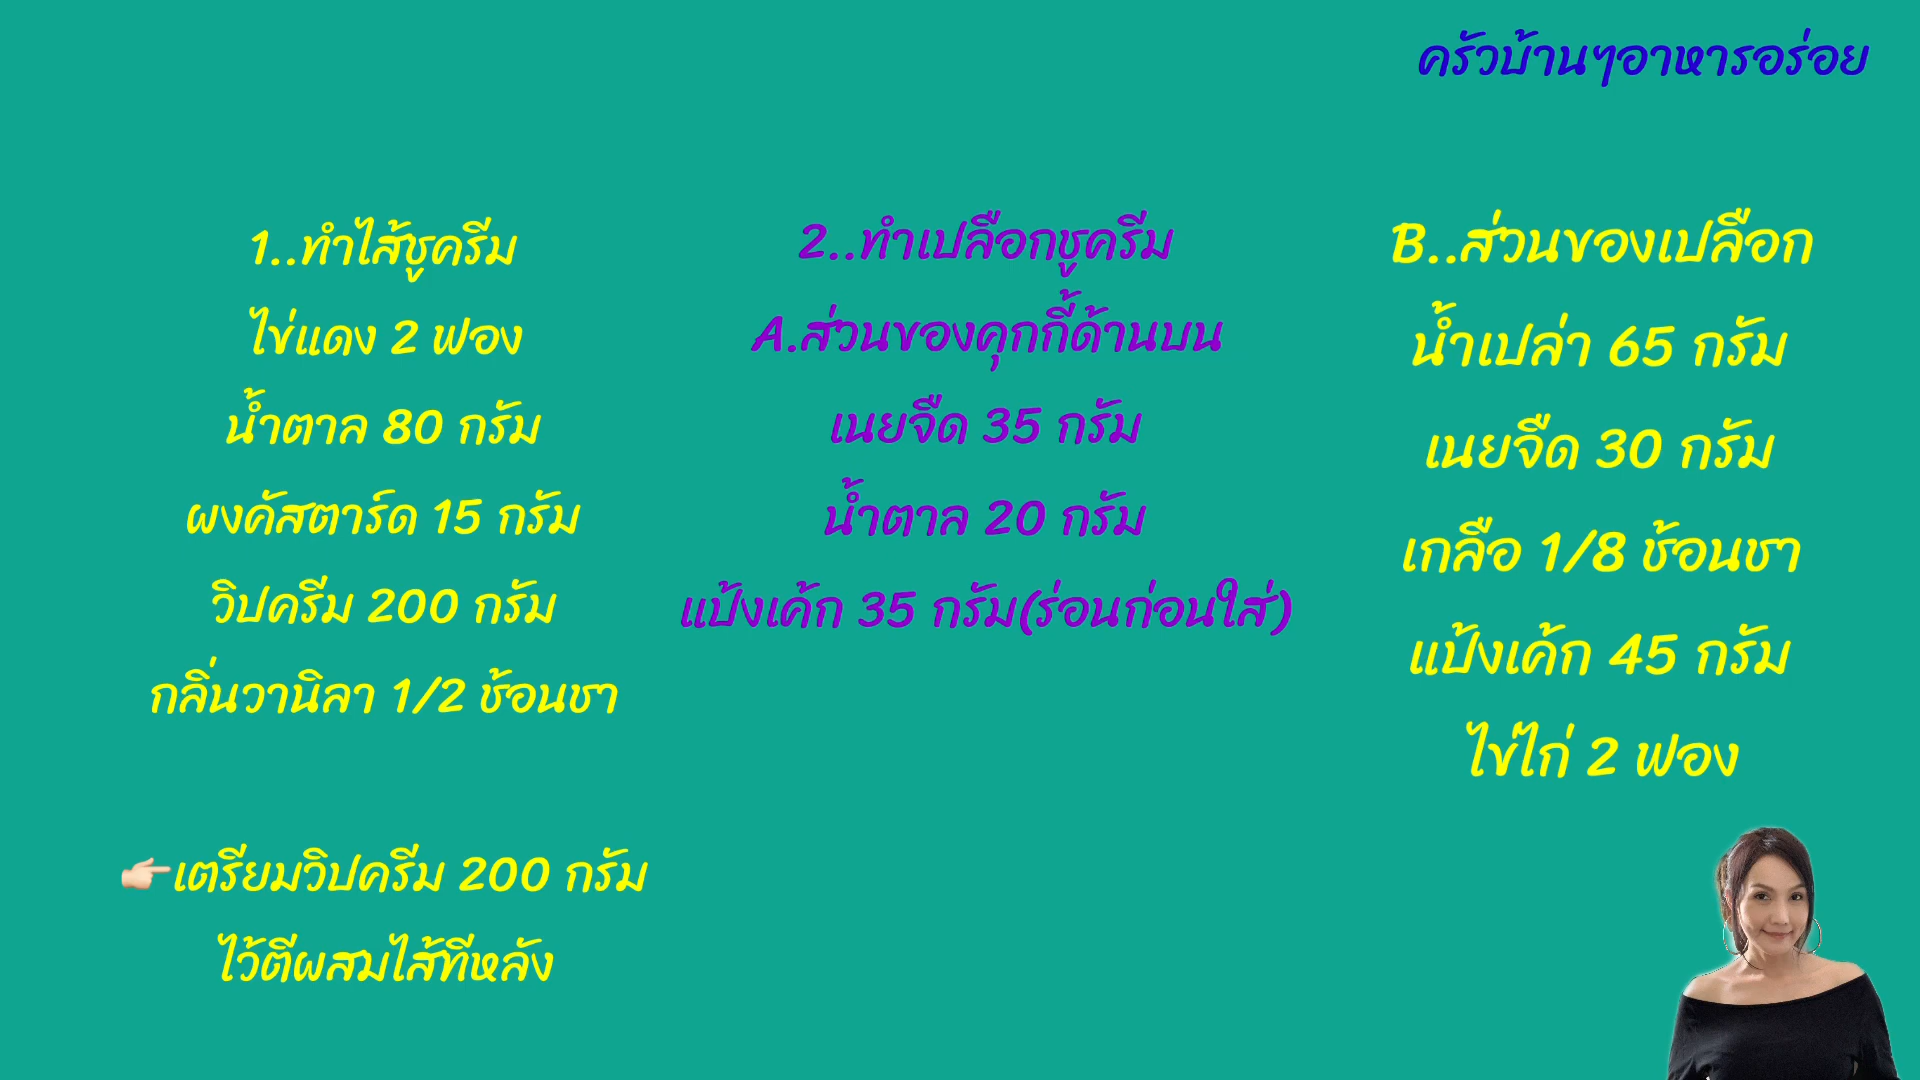 ครัวบ้านๆอาหารอร่อย
1..ทำไส้ชูครีม
ไข่แดง 2 ฟอง
น้ำตาล 80 กรัม
ผงคัสตาร์ด 15 กรัม
วิปครีม 200 กรัม
กลิ่นวานิลา 1/2 ช้อนชา
👉🏻เตรียมวิปครีม 200 กรัม
ไว้ตีผสมไส้ทีหลัง
2..ทำเปลือกชูครีม
A.ส่วนของคุกกี้ด้านบน
เนยจืด 35 กรัม
น้ำตาล 20 กรัม
แป้งเค้ก 35 กรัม(ร่อนก่อนใส่)
B..ส่วนของเปลือก
น้ำเปล่า 65 กรัม
เนยจืด 30 กรัม
เกลือ 1/8 ช้อนชา
แป้งเค้ก 45 กรัม
ไข่ไก่ 2 ฟอง